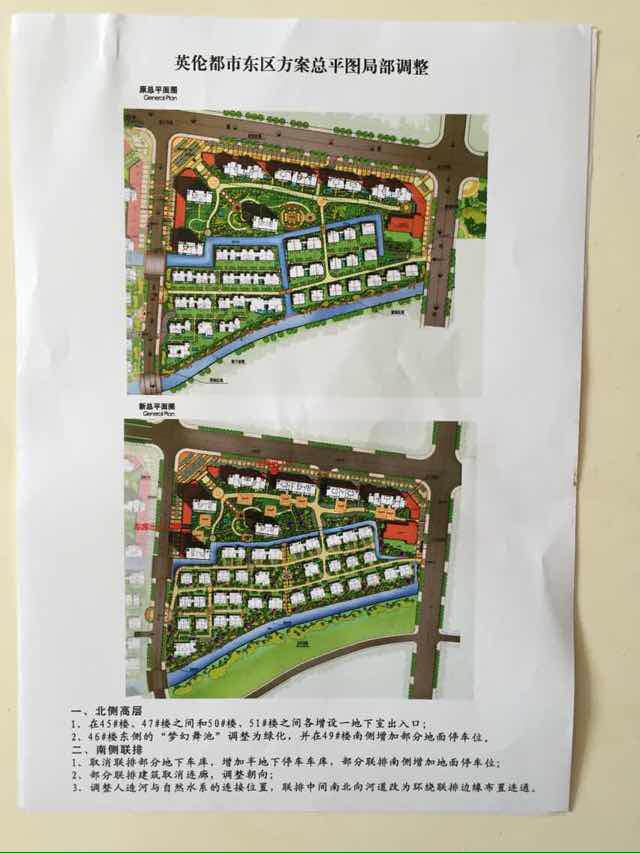 英伦都市东区方案总平图局部调整
原总平面图
General Plan
新总平面图
General Plan
一、北侧高层
1、在45#楼、47#楼之间和50#楼、51#楼之间各增设一地下室出入口；
2、46#楼东侧的“梦幻舞池”调整为绿化，并在49#楼南侧增加部分地面停车位。
二、南侧联排
1、取消联排部分地下车库，增加半地下停车车库，部分联排南侧增加地面停车位；
2、部分联排建筑取消连廊，调整朝向；
3、调整人造河与自然水系的连接位置，联排中间南北向河道改为环绕联排边缘布置连通。